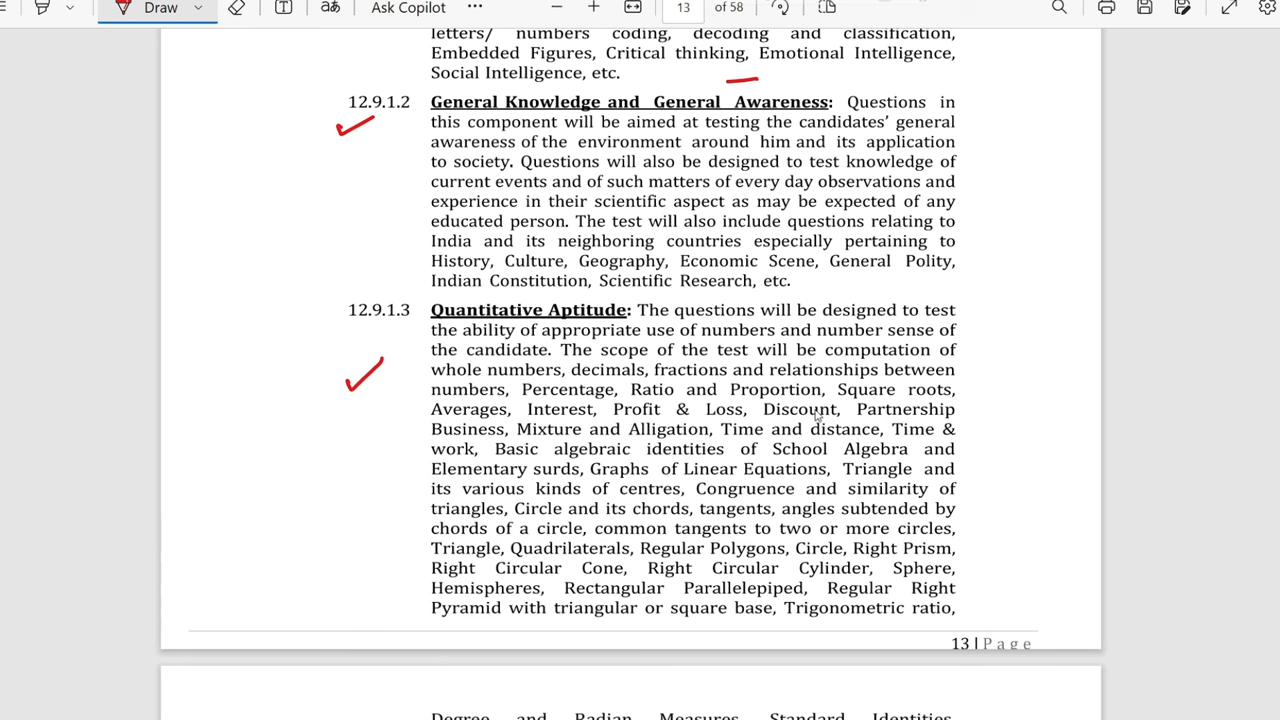 Draw
aあ
Ask Copilot
13
of 58
letters/ numbers coding, decoding and classification,
Embedded Figures, Critical thinking, Emotional Intelligence,
Social Intelligence, etc.
12.9.1.2 General Knowledge and General Awareness: Questions in
this component will be aimed at testing the candidates' general
awareness of the environment around him and its application
to society. Questions will also be designed to test knowledge of
current events and of such matters of every day observations and
experience in their scientific aspect as may be expected of any
educated person. The test will also include questions relating to
India and its neighboring countries especially pertaining to
History, Culture, Geography, Economic Scene, General Polity,
Indian Constitution, Scientific Research, etc.
12.9.1.3 Quantitative Aptitude: The questions will be designed to test
the ability of appropriate use of numbers and number sense of
the candidate. The scope of the test will be computation of
whole numbers, decimals, fractions and relationships between
numbers, Percentage, Ratio and Proportion, Square roots,
Averages, Interest, Profit & Loss, Discount, Partnership
Business, Mixture and Alligation, Time and distance, Time &
work, Basic algebraic identities of School Algebra and
Elementary surds, Graphs of Linear Equations, Triangle and
its various kinds of centres, Congruence and similarity of
triangles, Circle and its chords, tangents, angles subtended by
chords of a circle, common tangents to two or more circles,
Triangle, Quadrilaterals, Regular Polygons, Circle, Right Prism,
Right Circular Cone, Right Circular Cylinder, Sphere,
Hemispheres, Rectangular Parallelepiped, Regular Right
Pyramid with triangular or square base, Trigonometric ratio,
13 | Page
Degree and Radian Measures, Standard Identities